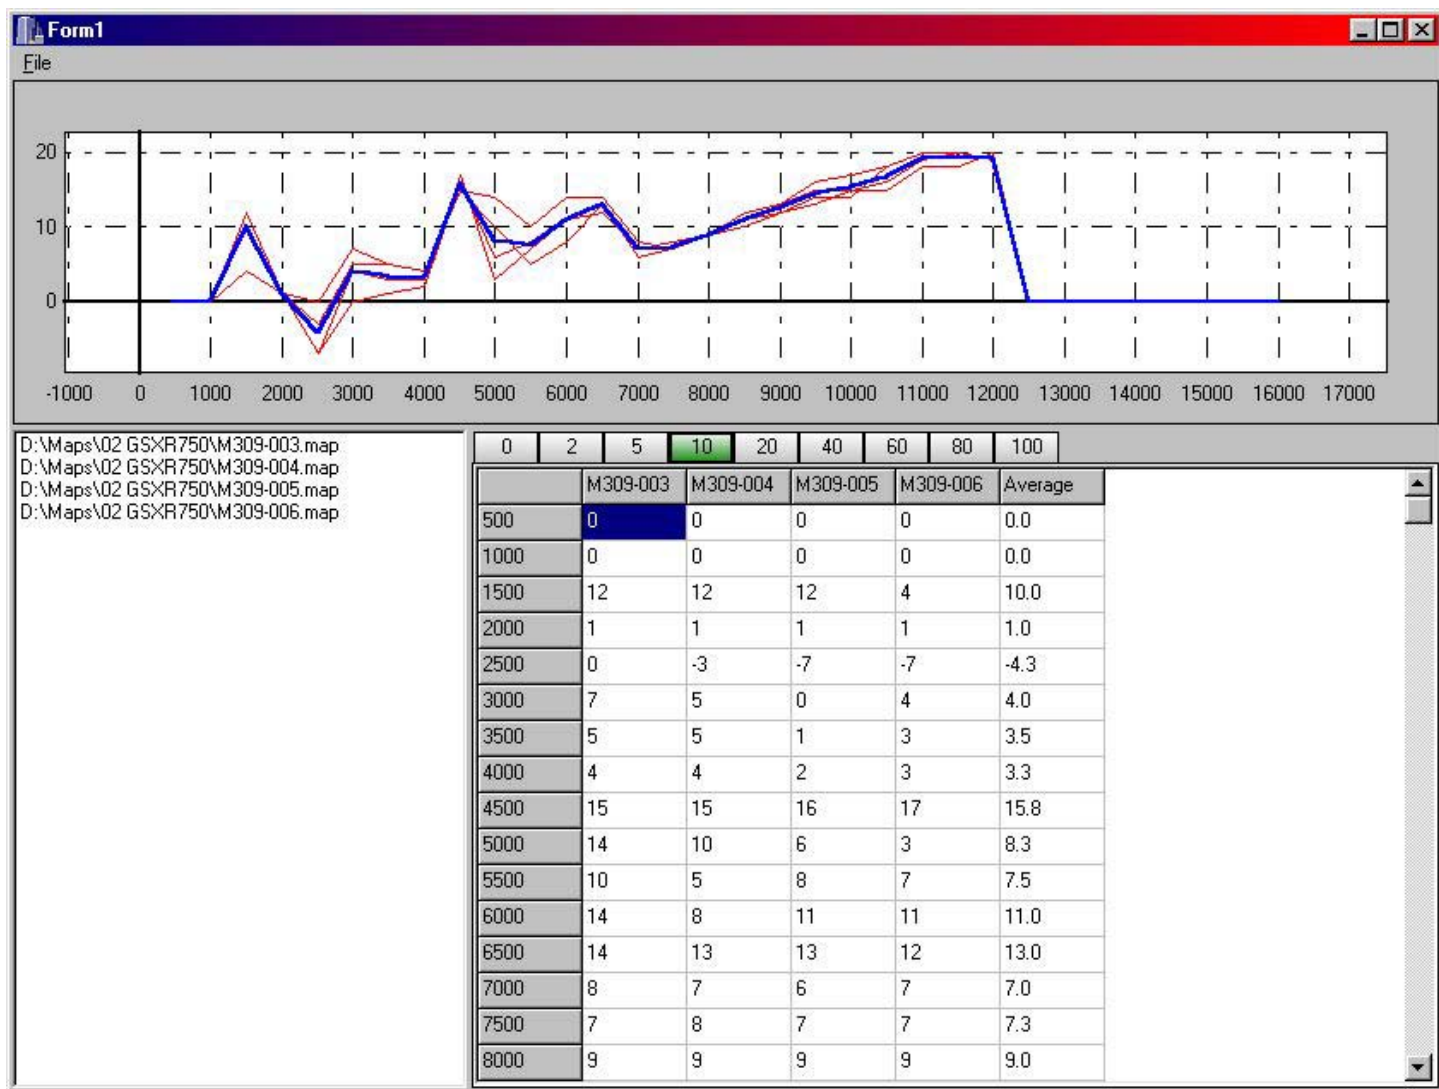 Form1
File
20
10
0
-1000 0 1000 2000 3000 4000 5000 6000 7000 8000 9000 10000 11000 12000 13000 14000 15000 16000 17000
D:\Maps\02 GSXR750\M309-003.map
D:\Maps\02 GSXR750\M309-004.map
D:\Maps\02 GSXR750\M309-005.map
D:\Maps\02 GSXR750\M309-006.map
0 2 5 10 20 40 60 80 100
M309-003 M309-004 M309-005 M309-006 Average
500 0 0 0 0 0.0
1000 0 0 0 0 0.0
1500 12 12 12 4 10.0
2000 1 1 1 1 1.0
2500 0 -3 -7 -7 -4.3
3000 7 5 0 4 4.0
3500 5 5 1 3 3.5
4000 4 4 2 3 3.3
4500 15 15 16 17 15.8
5000 14 10 6 3 8.3
5500 10 5 8 7 7.5
6000 14 8 11 11 11.0
6500 14 13 13 12 13.0
7000 8 7 6 7 7.0
7500 7 8 7 7 7.3
8000 9 9 9 9 9.0